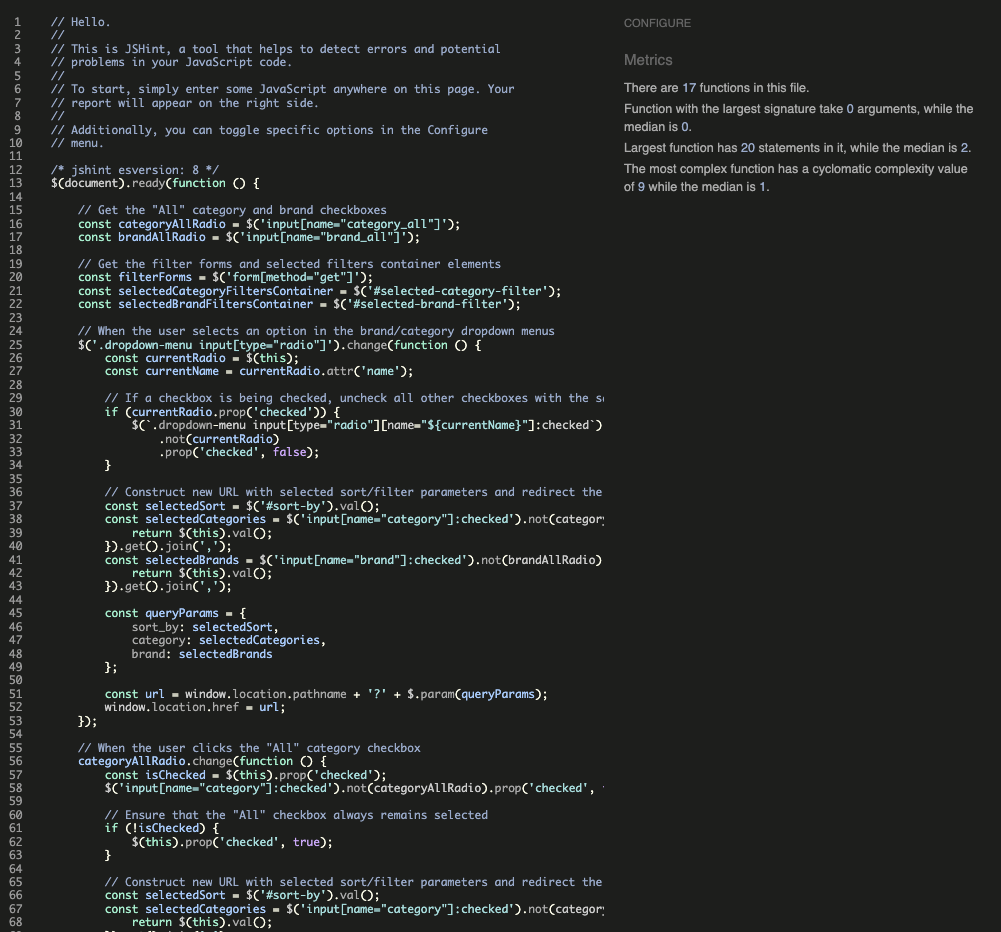 1 // Hello.
2 //
3 // This is JSHint, a tool that helps to detect errors and potential
4 // problems in your JavaScript code.
5 //
6 // To start, simply enter some JavaScript anywhere on this page. Your
7 // report will appear on the right side.
8 //
9 // Additionally, you can toggle specific options in the Configure
10 // menu.
11
12 /* jshint esversion: 8 */
13 $(document).ready(function () {
14
15     // Get the "All" category and brand checkboxes
16     const categoryAllRadio = $('input[name="category_all"]');
17     const brandAllRadio = $('input[name="brand_all"]');
18
19     // Get the filter forms and selected filters container elements
20     const filterForms = $('form[method="get"]');
21     const selectedCategoryFiltersContainer = $('#selected-category-filter');
22     const selectedBrandFiltersContainer = $('#selected-brand-filter');
23
24     // When the user selects an option in the brand/category dropdown menus
25     $('.dropdown-menu input[type="radio"]').change(function () {
26         const currentRadio = $(this);
27         const currentName = currentRadio.attr('name');
28
29         // If a checkbox is being checked, uncheck all other checkboxes with the
30         if (currentRadio.prop('checked')) {
31             $(`.dropdown-menu input[type="radio"][name="${currentName}"]:checked`)
32                 .not(currentRadio)
33                 .prop('checked', false);
34         }
35
36         // Construct new URL with selected sort/filter parameters and redirect the
37         const selectedSort = $('#sort-by').val();
38         const selectedCategories = $('input[name="category"]:checked').not(categor
39             return $(this).val();
40         }).get().join(',');
41         const selectedBrands = $('input[name="brand"]:checked').not(brandAllRadio)
42             return $(this).val();
43         }).get().join(',');
44
45         const queryParams = {
46             sort_by: selectedSort,
47             category: selectedCategories,
48             brand: selectedBrands
49         };
50
51         const url = window.location.pathname + '?' + $.param(queryParams);
52         window.location.href = url;
53     });
54
55     // When the user clicks the "All" category checkbox
56     categoryAllRadio.change(function () {
57         const isChecked = $(this).prop('checked');
58         $('input[name="category"]:checked').not(categoryAllRadio).prop('checked',
59
60         // Ensure that the "All" checkbox always remains selected
61         if (!isChecked) {
62             $(this).prop('checked', true);
63         }
64
65         // Construct new URL with selected sort/filter parameters and redirect the
66         const selectedSort = $('#sort-by').val();
67         const selectedCategories = $('input[name="category"]:checked').not(categor
68             return $(this).val();
CONFIGURE
Metrics
There are 17 functions in this file.
Function with the largest signature take 0 arguments, while the
median is 0.
Largest function has 20 statements in it, while the median is 2.
The most complex function has a cyclomatic complexity value
of 9 while the median is 1.